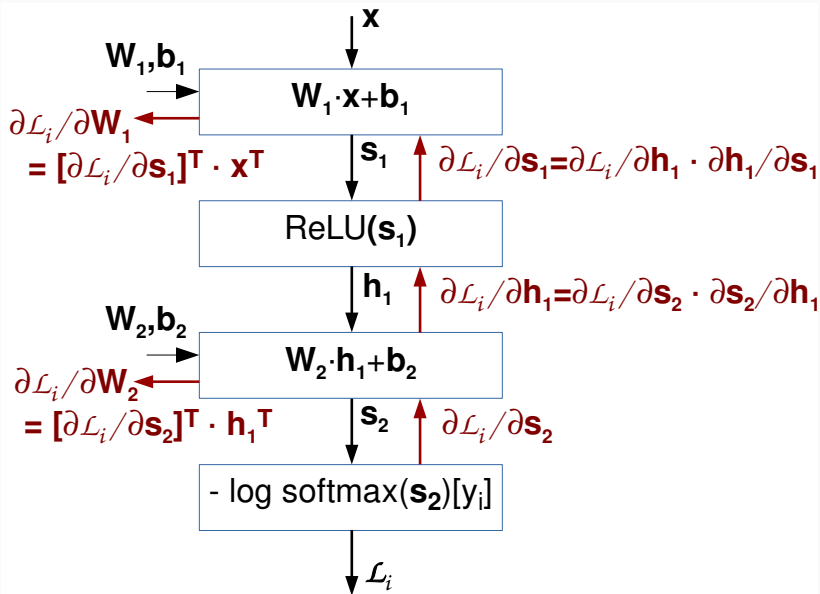 x
W₁,b₁
W₁·x+b₁
∂ℒᵢ/∂W₁
= [∂ℒᵢ/∂s₁]ᵀ · xᵀ
s₁
∂ℒᵢ/∂s₁=∂ℒᵢ/∂h₁ · ∂h₁/∂s₁
ReLU(s₁)
h₁
∂ℒᵢ/∂h₁=∂ℒᵢ/∂s₂ · ∂s₂/∂h₁
W₂,b₂
W₂·h₁+b₂
∂ℒᵢ/∂W₂
= [∂ℒᵢ/∂s₂]ᵀ · h₁ᵀ
s₂
∂ℒᵢ/∂s₂
- log softmax(s₂)[yᵢ]
ℒᵢ